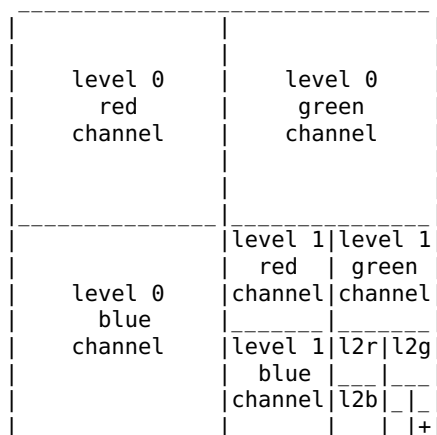 level 0 level 0
red green
channel channel
level 1 level 1
red green
level 0 channel channel
blue
channel level 1 l2r l2g
blue
channel l2b
+